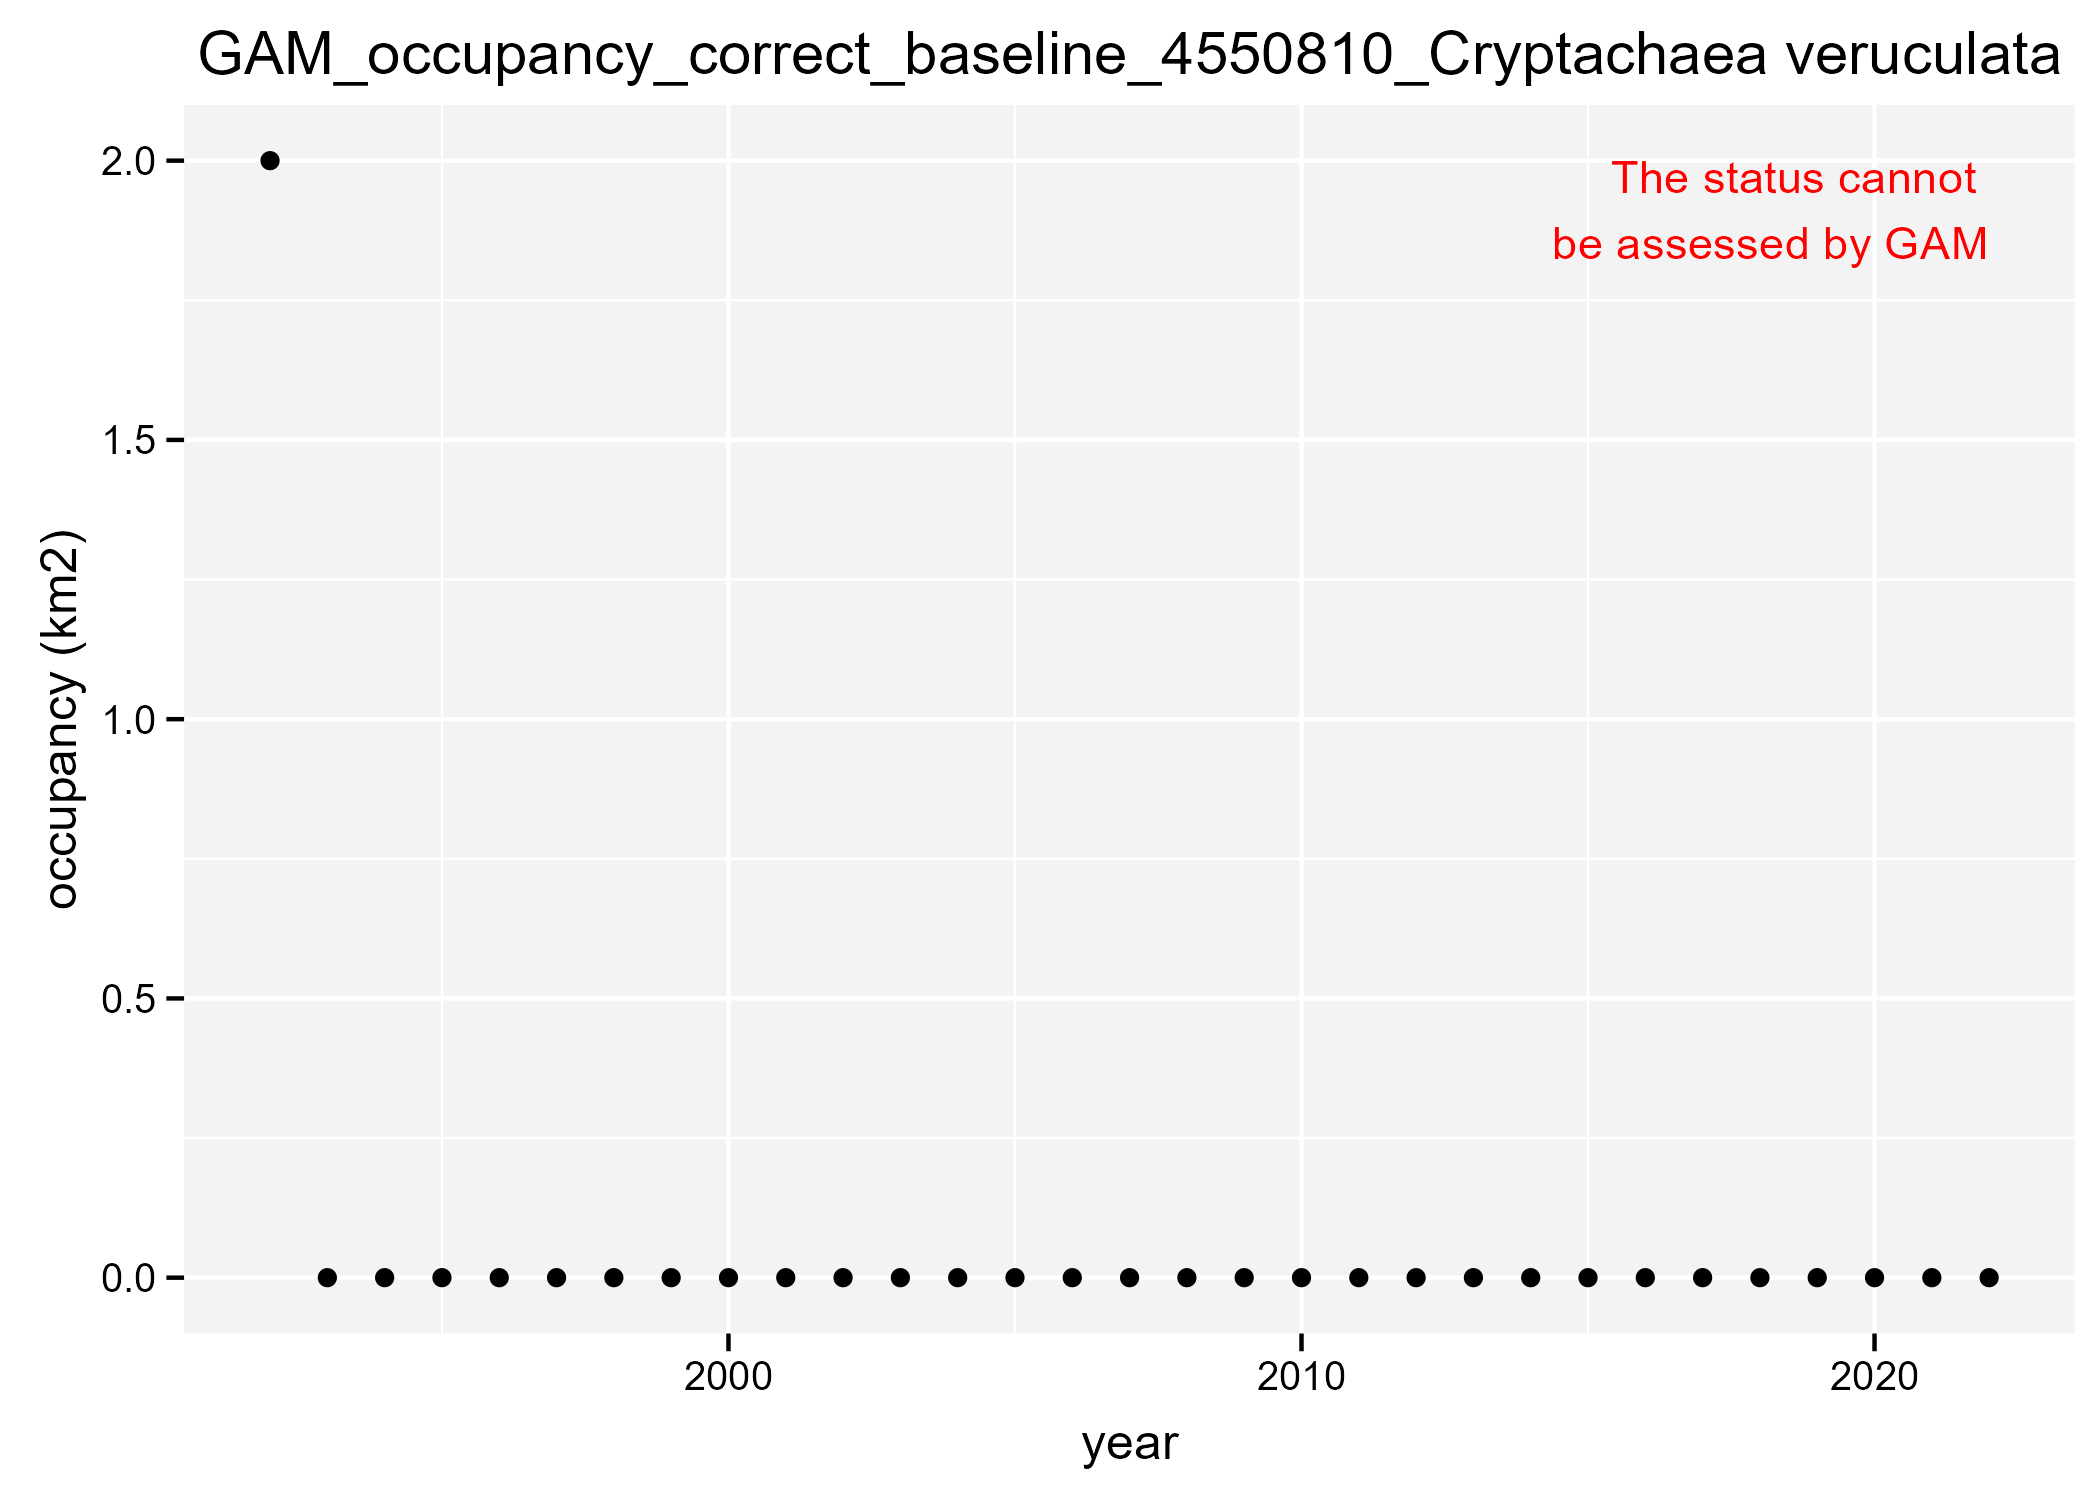 GAM_occupancy_correct_baseline_4550810_Cryptachaea veruculata
The status cannot
be assessed by GAM
2.0
1.5
1.0
0.5
0.0
occupancy (km2)
2000
2010
2020
year